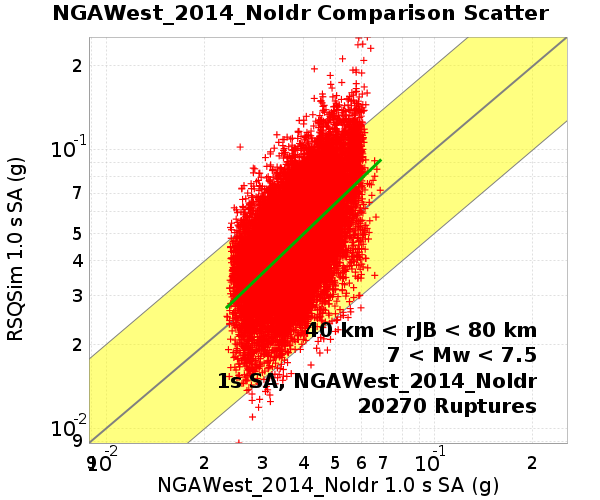 NGAWest_2014_NoIdr Comparison Scatter
RSQSim 1.0 s SA (g)
2
10-1
7
5
4
3
2
10-2
9
40 km < rJB < 80 km
7 < Mw < 7.5
1s SA, NGAWest_2014_NoIdr
20270 Ruptures
9 10-2 2 3 4 5 6 7 10-1 2
NGAWest_2014_NoIdr 1.0 s SA (g)